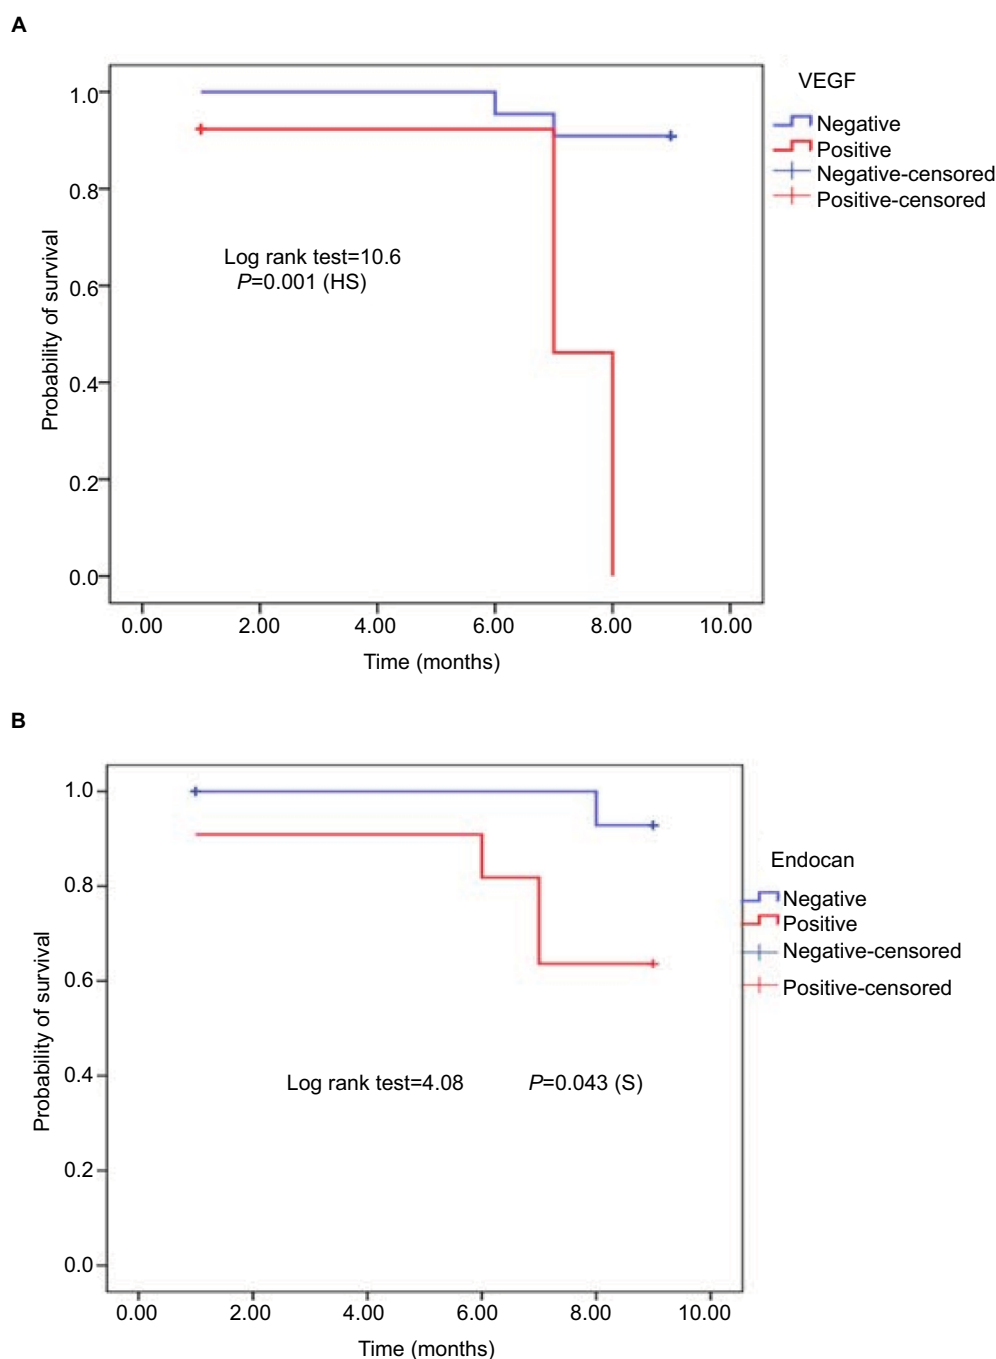 A
VEGF
Negative
Positive
Negative-censored
Positive-censored
1.0
0.8
0.6
0.4
0.2
0.0
Probability of survival
Log rank test=10.6
P=0.001 (HS)
0.00 2.00 4.00 6.00 8.00 10.00
Time (months)
B
Endocan
Negative
Positive
Negative-censored
Positive-censored
1.0
0.8
0.6
0.4
0.2
0.0
Probability of survival
Log rank test=4.08 P=0.043 (S)
0.00 2.00 4.00 6.00 8.00 10.00
Time (months)